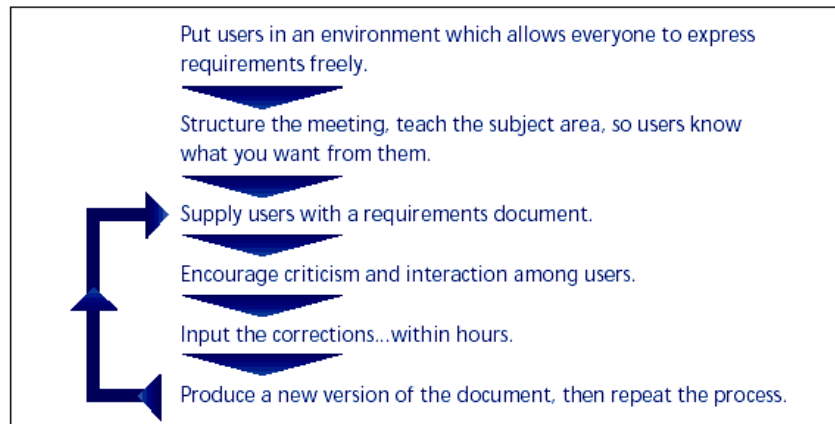 Put users in an environment which allows everyone to express
requirements freely.
Structure the meeting, teach the subject area, so users know
what you want from them.
Supply users with a requirements document.
Encourage criticism and interaction among users.
Input the corrections...within hours.
Produce a new version of the document, then repeat the process.